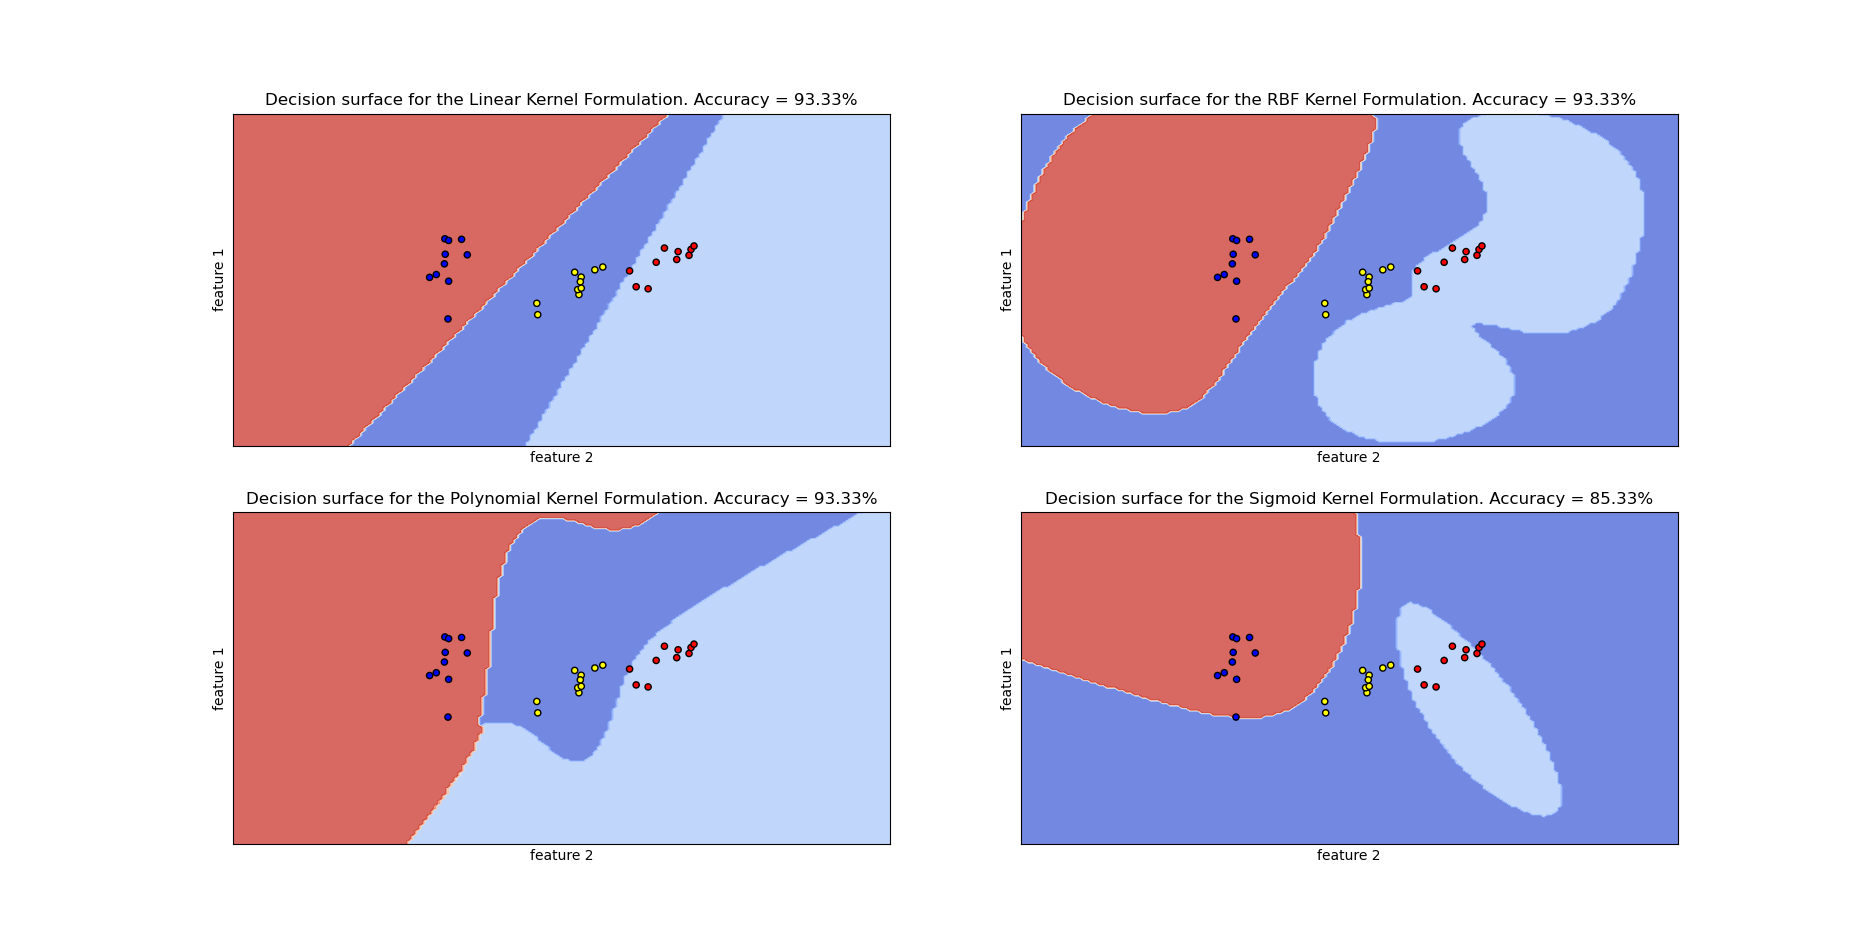 Decision surface for the Linear Kernel Formulation. Accuracy = 93.33%
feature 1
feature 2
Decision surface for the RBF Kernel Formulation. Accuracy = 93.33%
feature 1
feature 2
Decision surface for the Polynomial Kernel Formulation. Accuracy = 93.33%
feature 1
feature 2
Decision surface for the Sigmoid Kernel Formulation. Accuracy = 85.33%
feature 1
feature 2